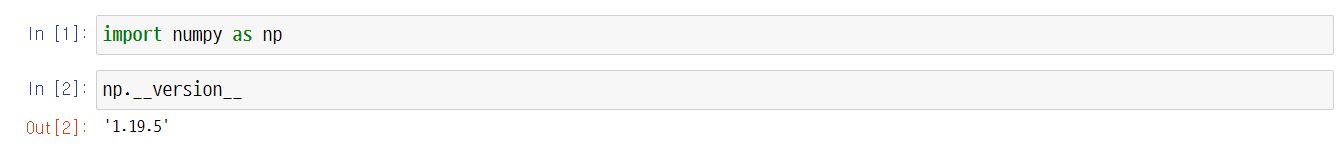 In [1]: import numpy as np
In [2]: np.__version__
Out[2]: '1.19.5'